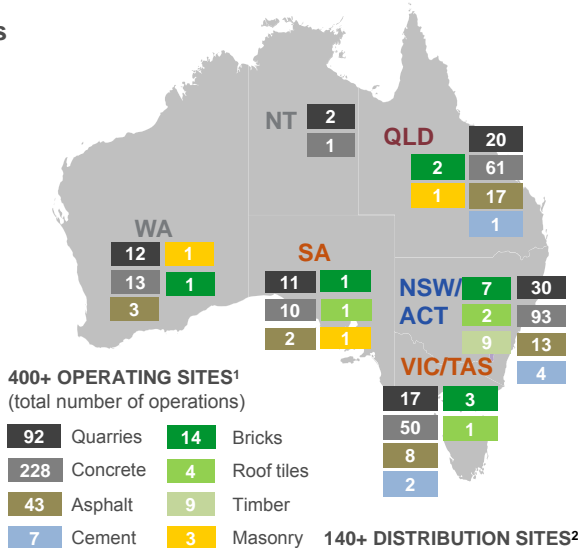 s
NT
2
1
QLD
20
2
61
1
17
1
WA
12
1
13
1
3
SA
11
1
10
1
2
1
NSW/
ACT
7
30
2
93
9
13
4
VIC/TAS
17
3
50
1
8
2
400+ OPERATING SITES¹
(total number of operations)
92 Quarries 14 Bricks
228 Concrete 4 Roof tiles
43 Asphalt 9 Timber
7 Cement 3 Masonry
140+ DISTRIBUTION SITES²